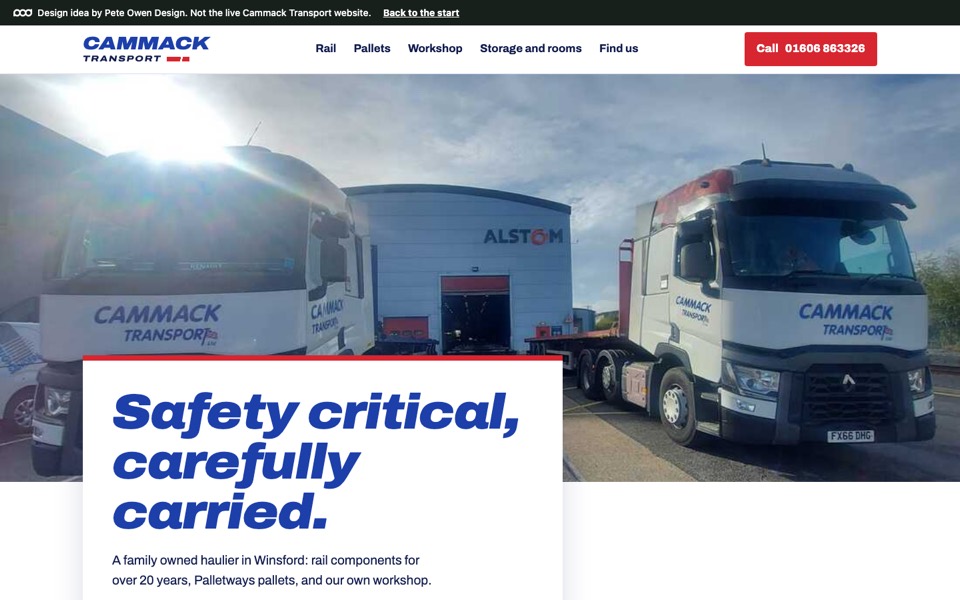 Design idea by Pete Owen Design. Not the live Cammack Transport website. Back to the start
CAMMACK
TRANSPORT
Rail Pallets Workshop Storage and rooms Find us
Call 01606 863326
ALSTOM
RENAULT
CAMMACK
TRANSPORT
CAMMACK
TRANSPORT
CAMMACK
TRANSPORT
CAMMACK
TRANSPORT
FX66 DHG
Safety critical,
carefully
carried.
A family owned haulier in Winsford: rail components for
over 20 years, Palletways pallets, and our own workshop.